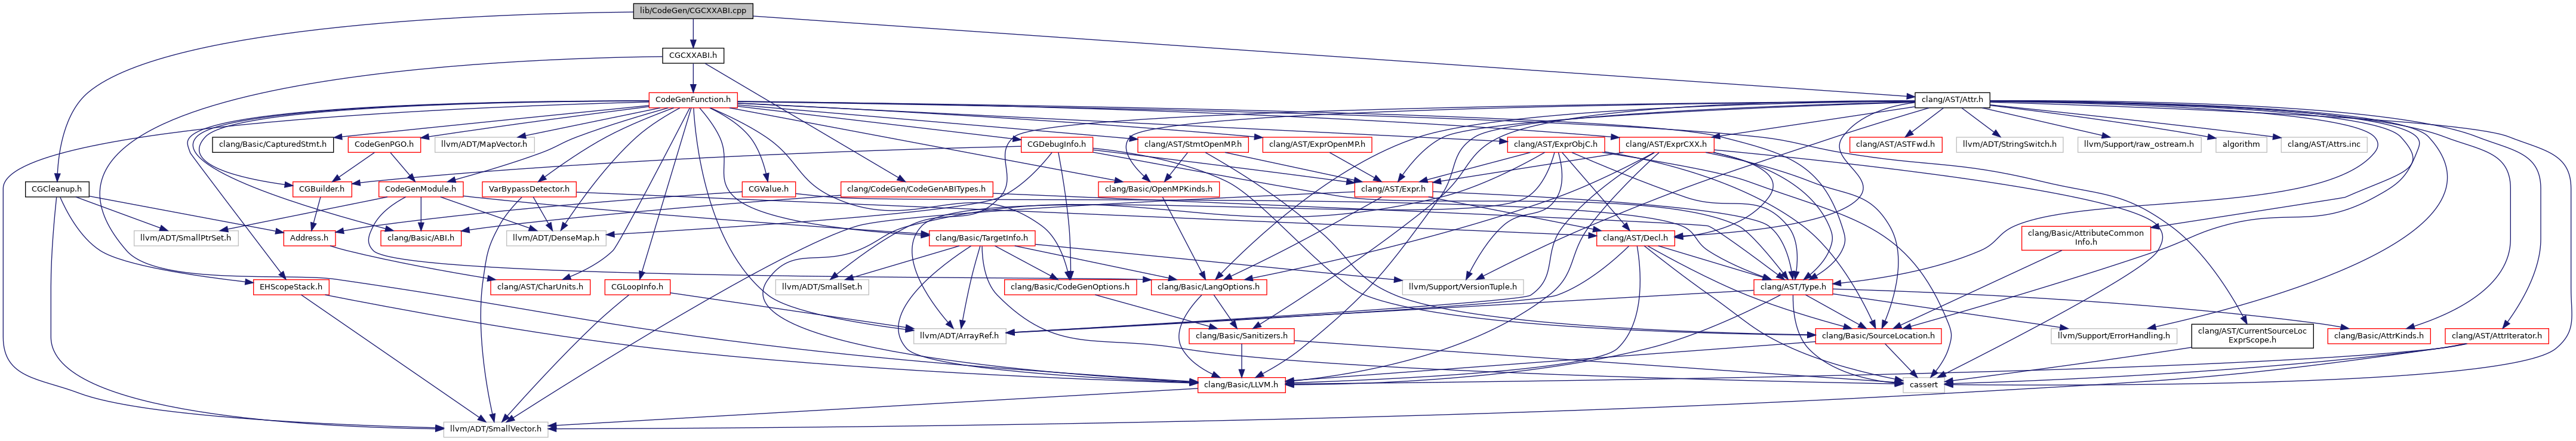 lib/CodeGen/CGCXXABI.cpp
CGCXXABI.h
CodeGenFunction.h
clang/AST/Attr.h
clang/Basic/CapturedStmt.h
CodeGenPGO.h
llvm/ADT/MapVector.h
CGDebugInfo.h
clang/AST/StmtOpenMP.h
clang/AST/ExprOpenMP.h
clang/AST/ExprObjC.h
clang/AST/ExprCXX.h
clang/AST/ASTFwd.h
llvm/ADT/StringSwitch.h
llvm/Support/raw_ostream.h
algorithm
clang/AST/Attrs.inc
CGCleanup.h
CGBuilder.h
CodeGenModule.h
VarBypassDetector.h
CGValue.h
clang/CodeGen/CodeGenABITypes.h
clang/Basic/OpenMPKinds.h
clang/AST/Expr.h
llvm/ADT/SmallPtrSet.h
Address.h
clang/Basic/ABI.h
llvm/ADT/DenseMap.h
clang/Basic/TargetInfo.h
clang/AST/Decl.h
clang/Basic/AttributeCommon
Info.h
EHScopeStack.h
clang/AST/CharUnits.h
CGLoopInfo.h
llvm/ADT/SmallSet.h
clang/Basic/CodeGenOptions.h
clang/Basic/LangOptions.h
llvm/Support/VersionTuple.h
clang/AST/Type.h
llvm/ADT/ArrayRef.h
clang/Basic/Sanitizers.h
clang/Basic/SourceLocation.h
llvm/Support/ErrorHandling.h
clang/AST/CurrentSourceLoc
ExprScope.h
clang/Basic/AttrKinds.h
clang/AST/AttrIterator.h
clang/Basic/LLVM.h
cassert
llvm/ADT/SmallVector.h